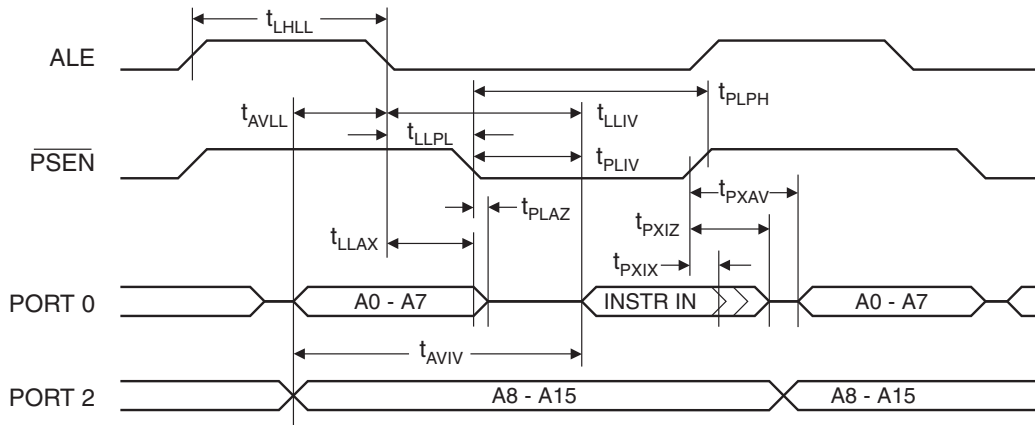 tLHLL
ALE
tPLPH
tAVLL
tLLIV
tLLPL
PSEN
tPLIV
tPXAV
tPLAZ
tPXIZ
tLLAX
tPXIX
PORT 0
A0 - A7
INSTR IN
A0 - A7
tAVIV
PORT 2
A8 - A15
A8 - A15